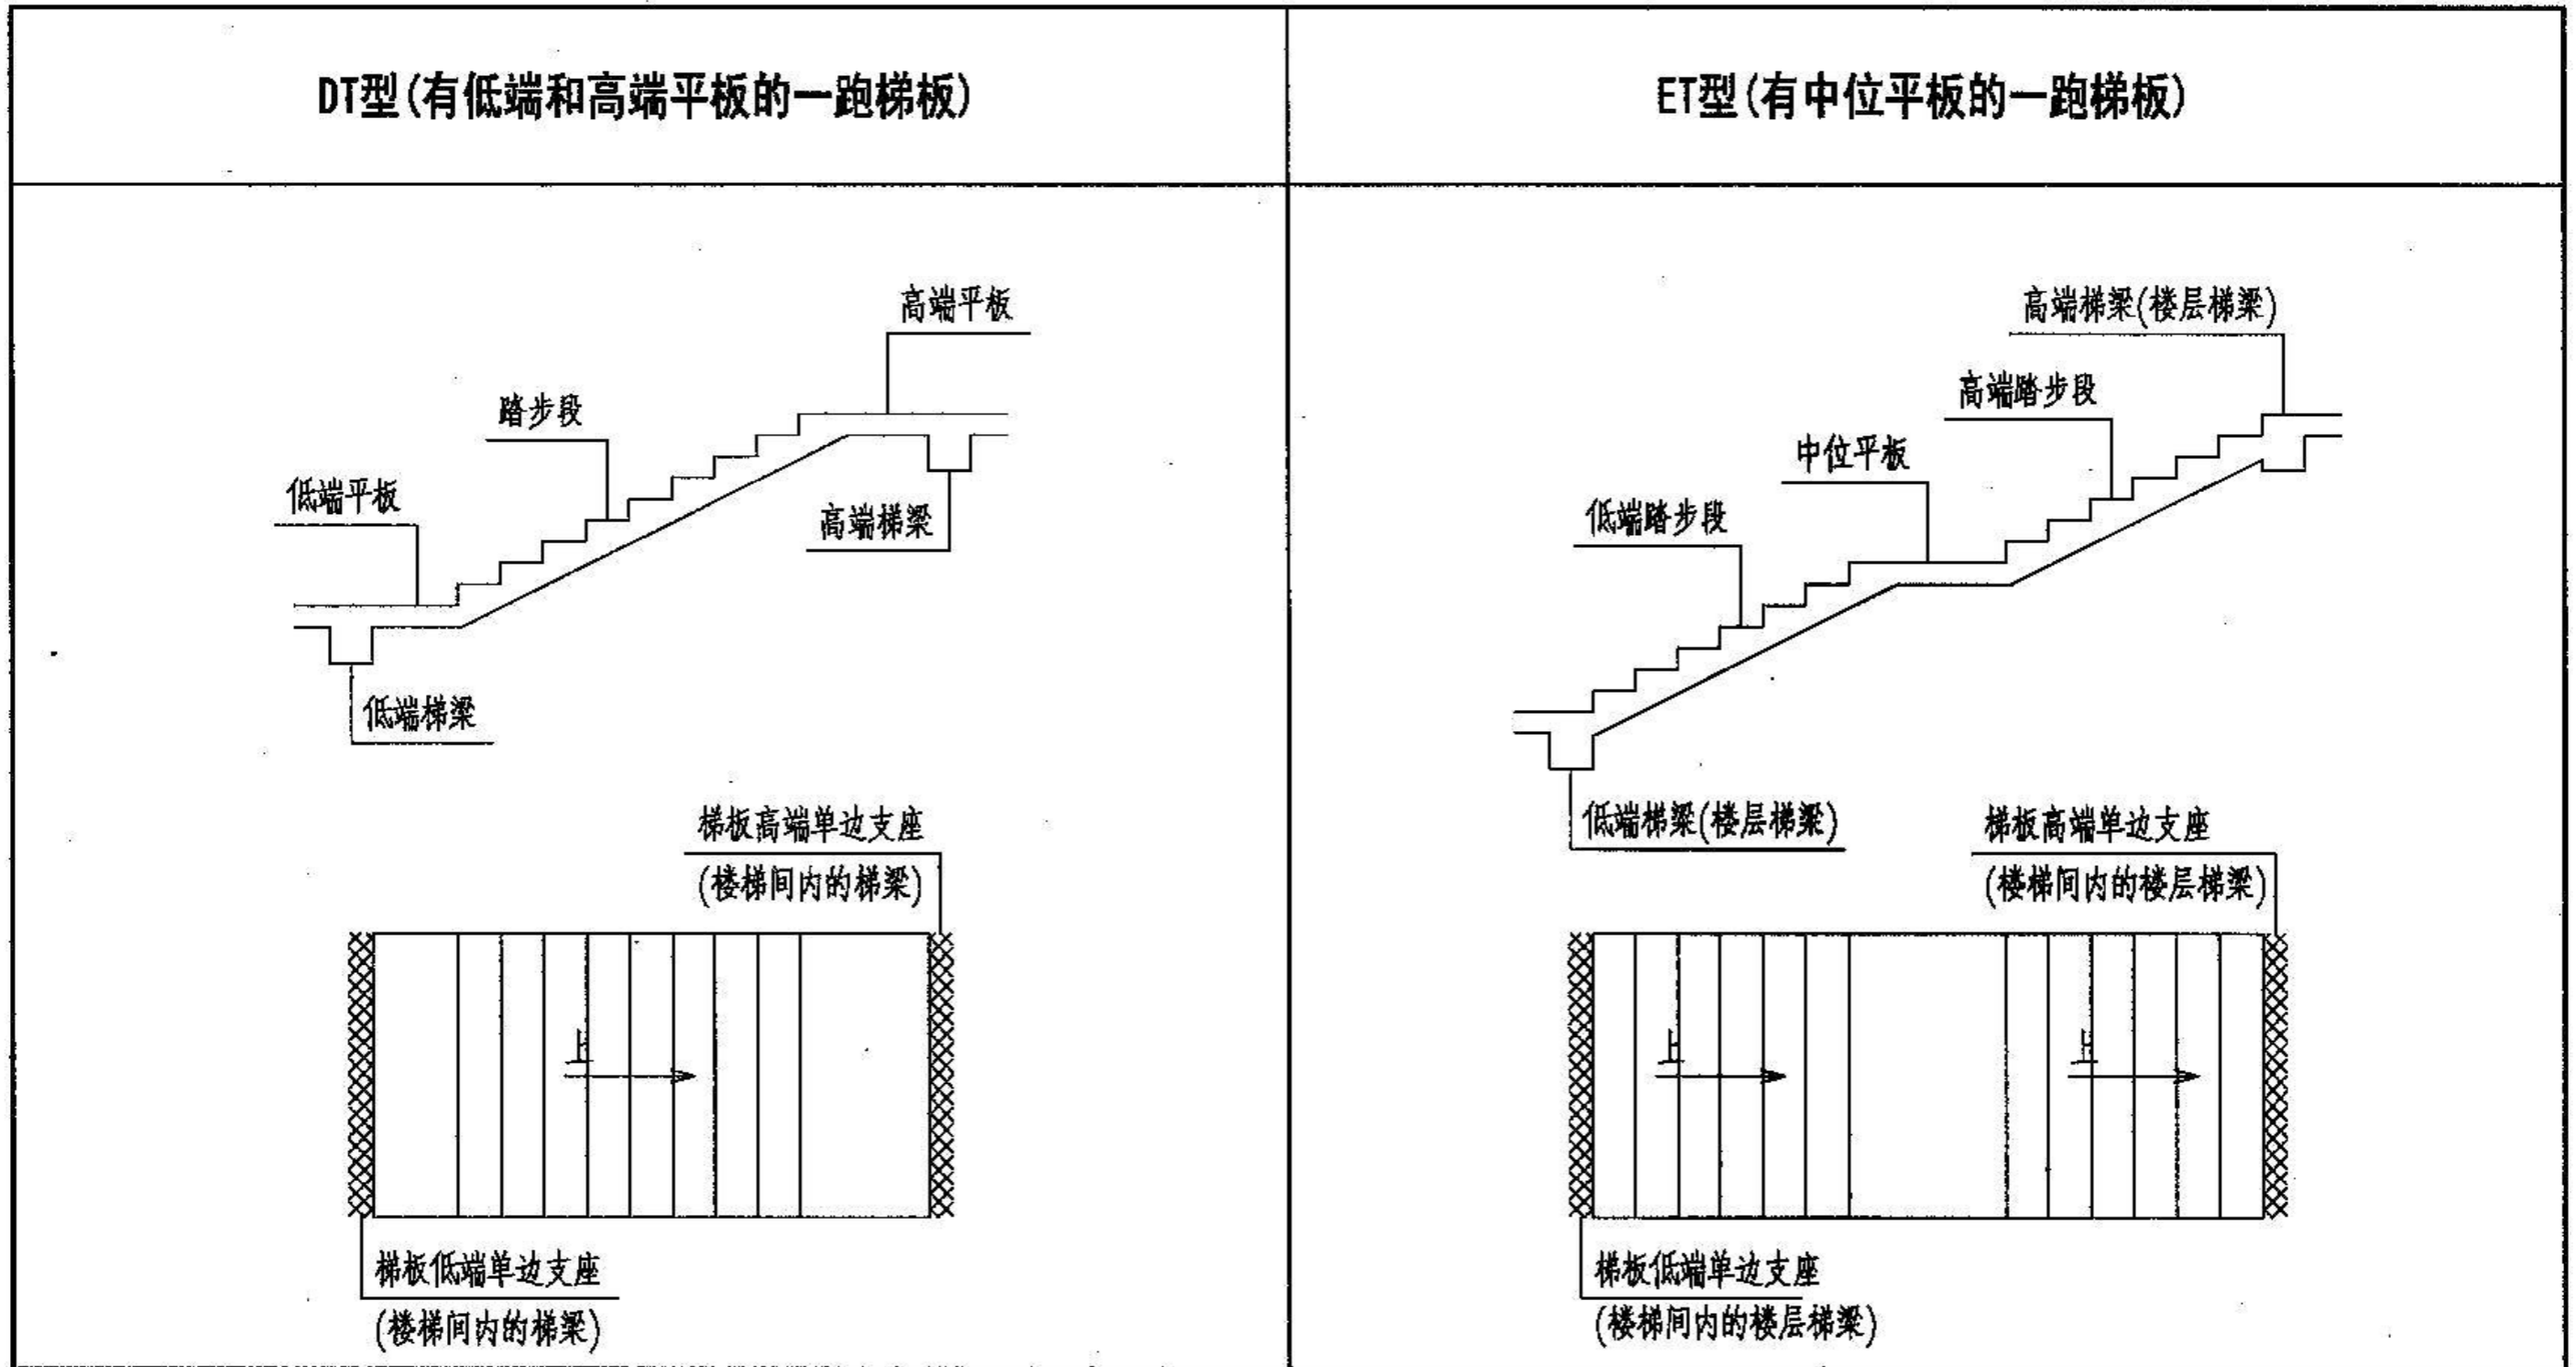 DT型(有低端和高端平板的一跑梯板)
ET型(有中位平板的一跑梯板)
高端平板
踏步段
低端平板
高端梯梁
低端梯梁
梯板高端单边支座
(楼梯间内的梯梁)
上
梯板低端单边支座
(楼梯间内的梯梁)
高端梯梁(楼层梯梁)
高端踏步段
中位平板
低端踏步段
低端梯梁(楼层梯梁)
梯板高端单边支座
(楼梯间内的楼层梯梁)
上
上
梯板低端单边支座
(楼梯间内的楼层梯梁)